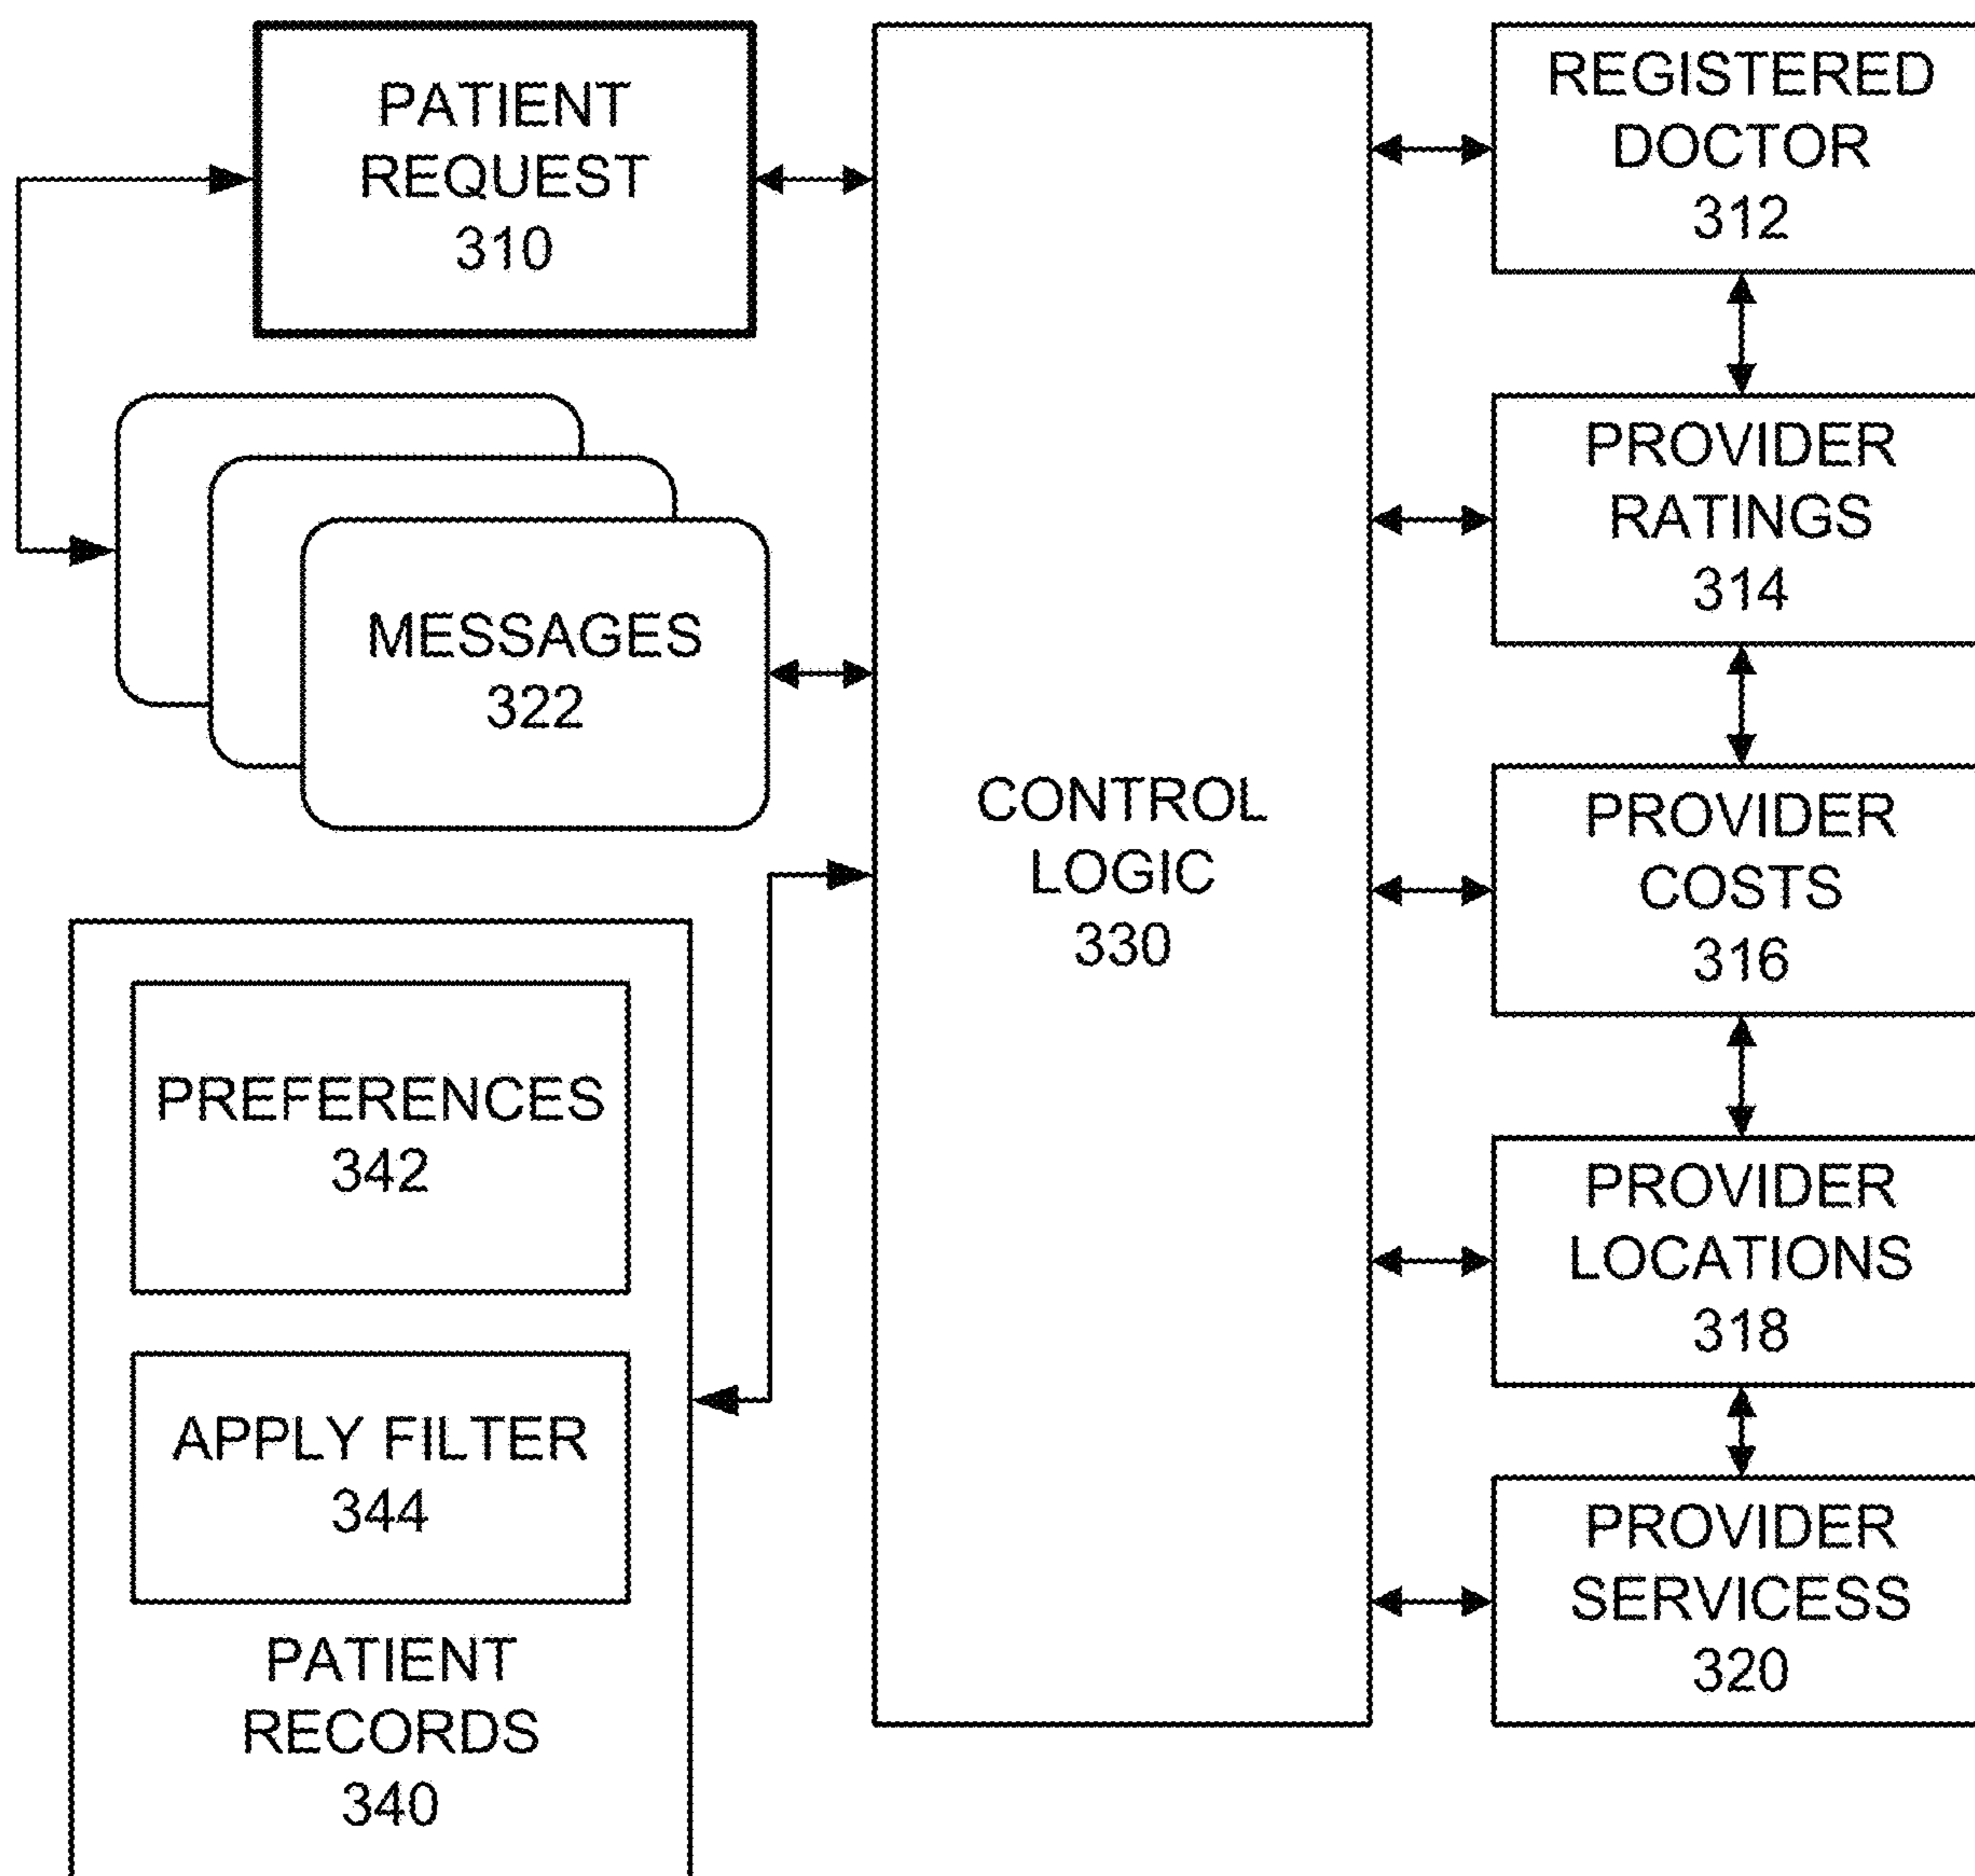 PATIENT
REQUEST
310
MESSAGES
322
PREFERENCES
342
APPLY FILTER
344
PATIENT
RECORDS
340
CONTROL
LOGIC
330
REGISTERED
DOCTOR
312
PROVIDER
RATINGS
314
PROVIDER
COSTS
316
PROVIDER
LOCATIONS
318
PROVIDER
SERVICESS
320